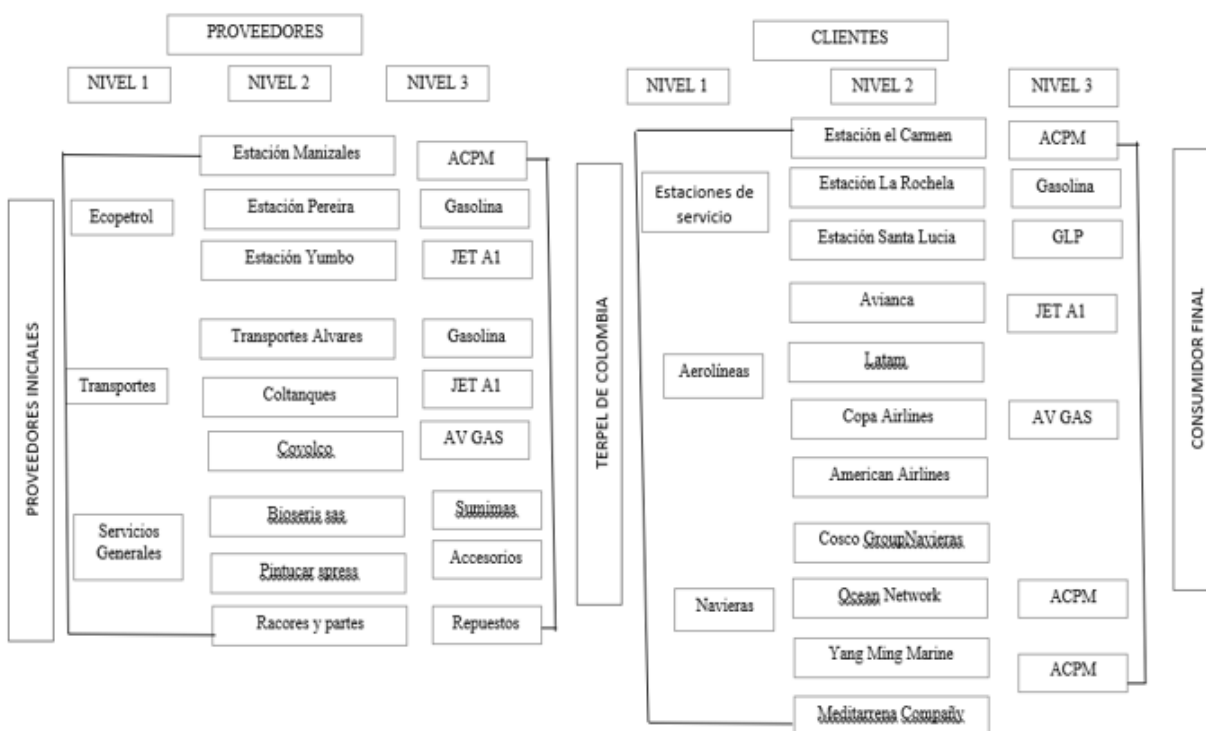 PROVEEDORES
NIVEL 1
NIVEL 2
NIVEL 3
PROVEEDORES INICIALES
Ecopetrol
Estación Manizales
ACPM
Estación Pereira
Gasolina
Estación Yumbo
JET A1
Transportes
Transportes Alvares
Gasolina
Coltanques
JET A1
Covolco
AV GAS
Servicios
Generales
Bioseris sas
Sumimas
Pintucar spress
Accesorios
Racores y partes
Repuestos
TERPEL DE COLOMBIA
CLIENTES
NIVEL 1
NIVEL 2
NIVEL 3
Estaciones de
servicio
Estación el Carmen
ACPM
Estación La Rochela
Gasolina
Estación Santa Lucia
GLP
Aerolíneas
Avianca
JET A1
Latam
Copa Airlines
AV GAS
American Airlines
Navieras
Cosco GroupNavieras
Ocean Network
ACPM
Yang Ming Marine
ACPM
Meditarrena Compañy
CONSUMIDOR FINAL